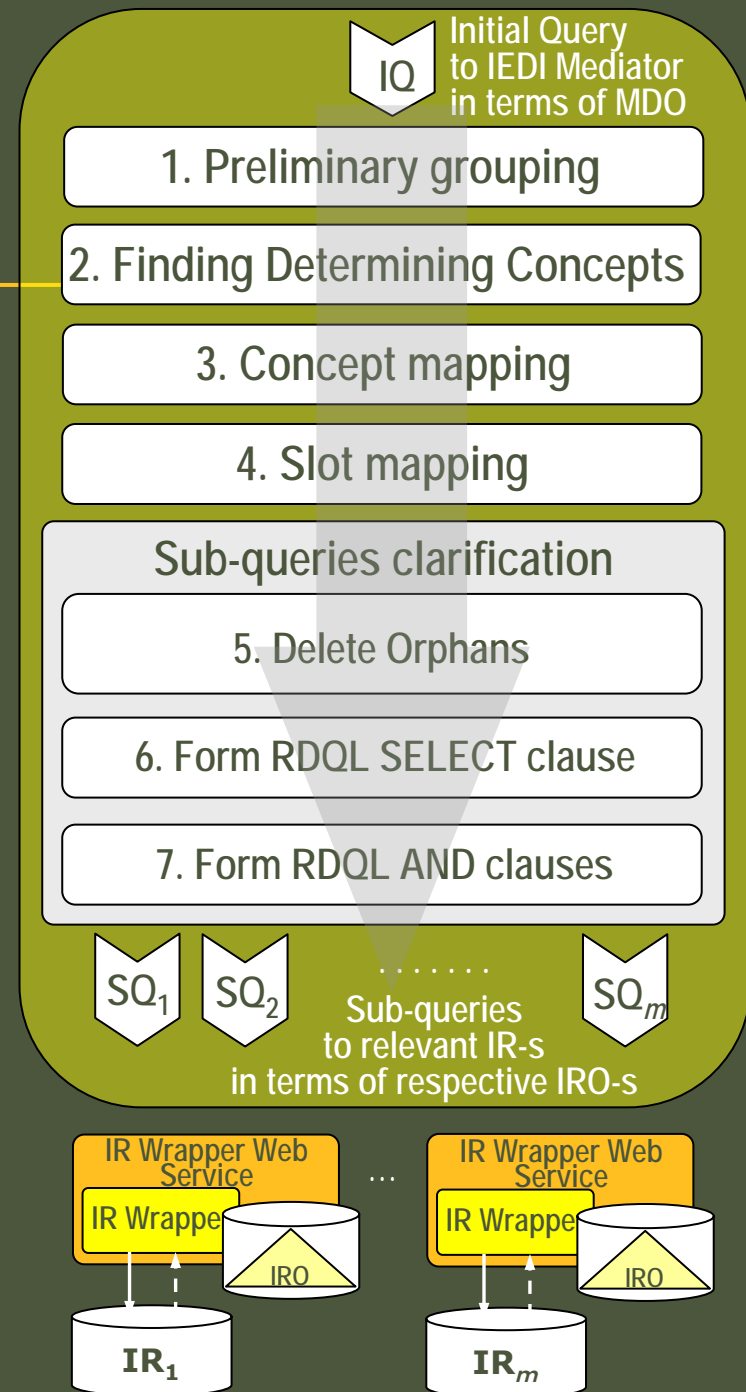 IQ
Initial Query
to IEDI Mediator
in terms of MDO
1. Preliminary grouping
2. Finding Determining Concepts
3. Concept mapping
4. Slot mapping
Sub-queries clarification
5. Delete Orphans
6. Form RDQL SELECT clause
7. Form RDQL AND clauses
SQ1
SQ2
.......
SQm
Sub-queries
to relevant IR-s
in terms of respective IRO-s
IR Wrapper Web
Service
IR Wrappe
IRO
IR1
...
IR Wrapper Web
Service
IR Wrappe
IRO
IRm